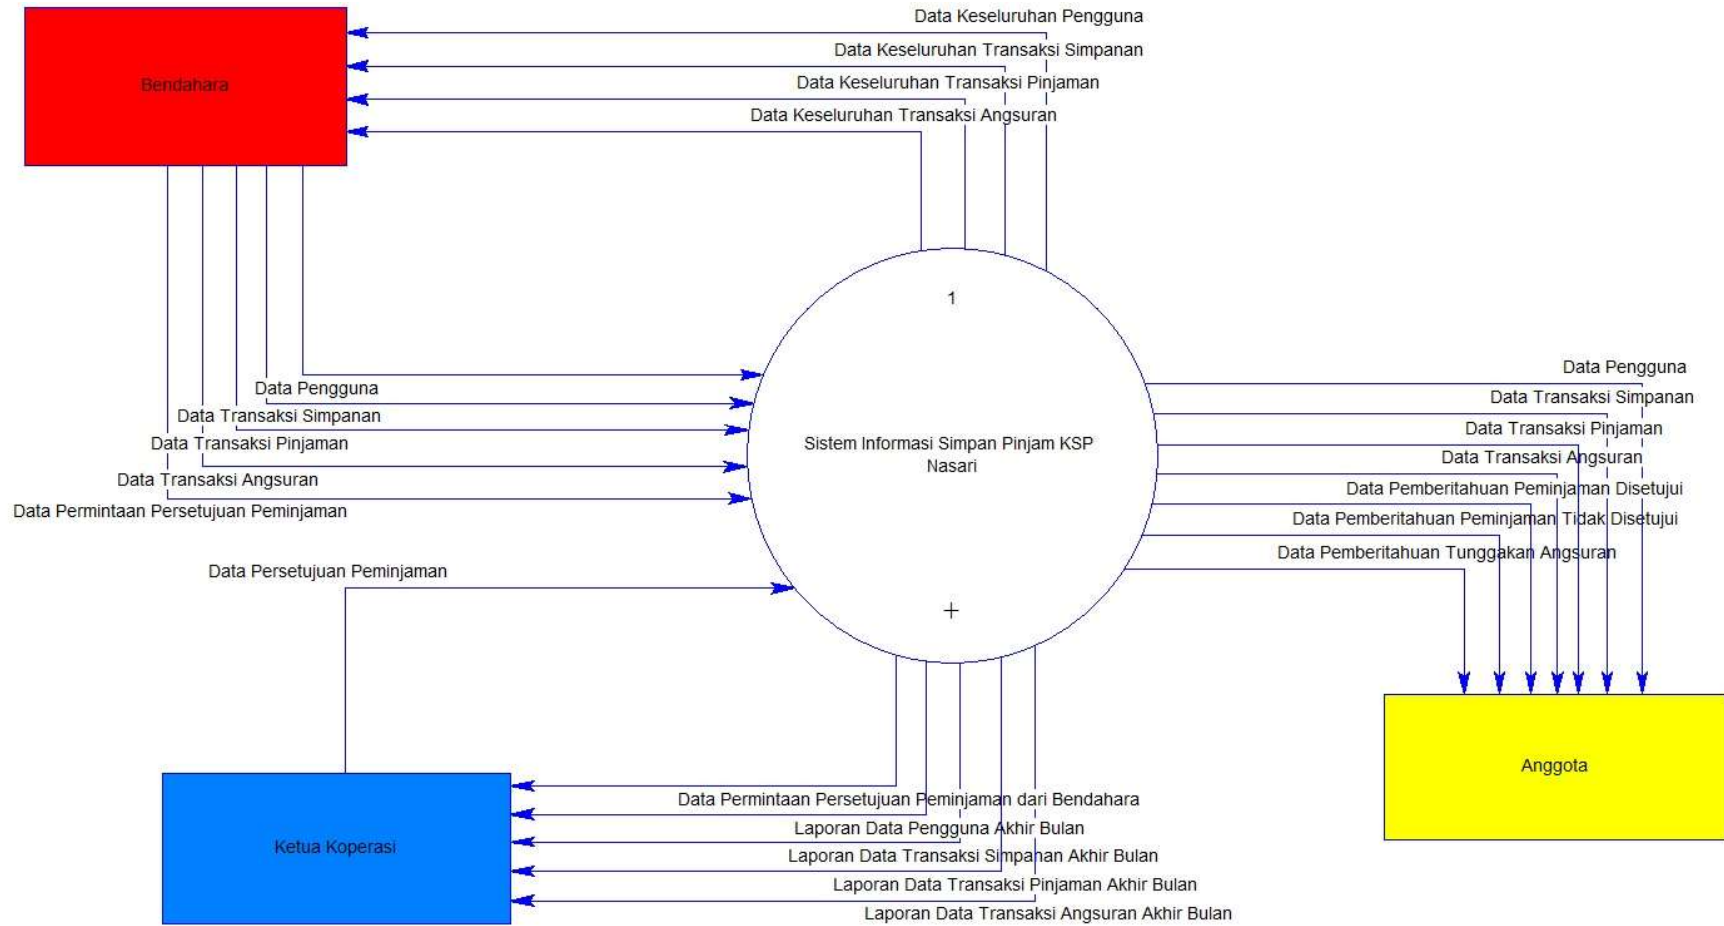 Data Keseluruhan Pengguna
Data Keseluruhan Transaksi Simpanan
Data Keseluruhan Transaksi Pinjaman
Data Keseluruhan Transaksi Angsuran
Bendahara
1
Sistem Informasi Simpan Pinjam KSP
Nasari
+
Data Pengguna
Data Transaksi Simpanan
Data Transaksi Pinjaman
Data Transaksi Angsuran
Data Permintaan Persetujuan Peminjaman
Data Pengguna
Data Transaksi Simpanan
Data Transaksi Pinjaman
Data Transaksi Angsuran
Data Pemberitahuan Peminjaman Disetujui
Data Pemberitahuan Peminjaman Tidak Disetujui
Data Pemberitahuan Tunggakan Angsuran
Data Persetujuan Peminjaman
Anggota
Ketua Koperasi
Data Permintaan Persetujuan Peminjaman dari Bendahara
Laporan Data Pengguna Akhir Bulan
Laporan Data Transaksi Simpanan Akhir Bulan
Laporan Data Transaksi Pinjaman Akhir Bulan
Laporan Data Transaksi Angsuran Akhir Bulan